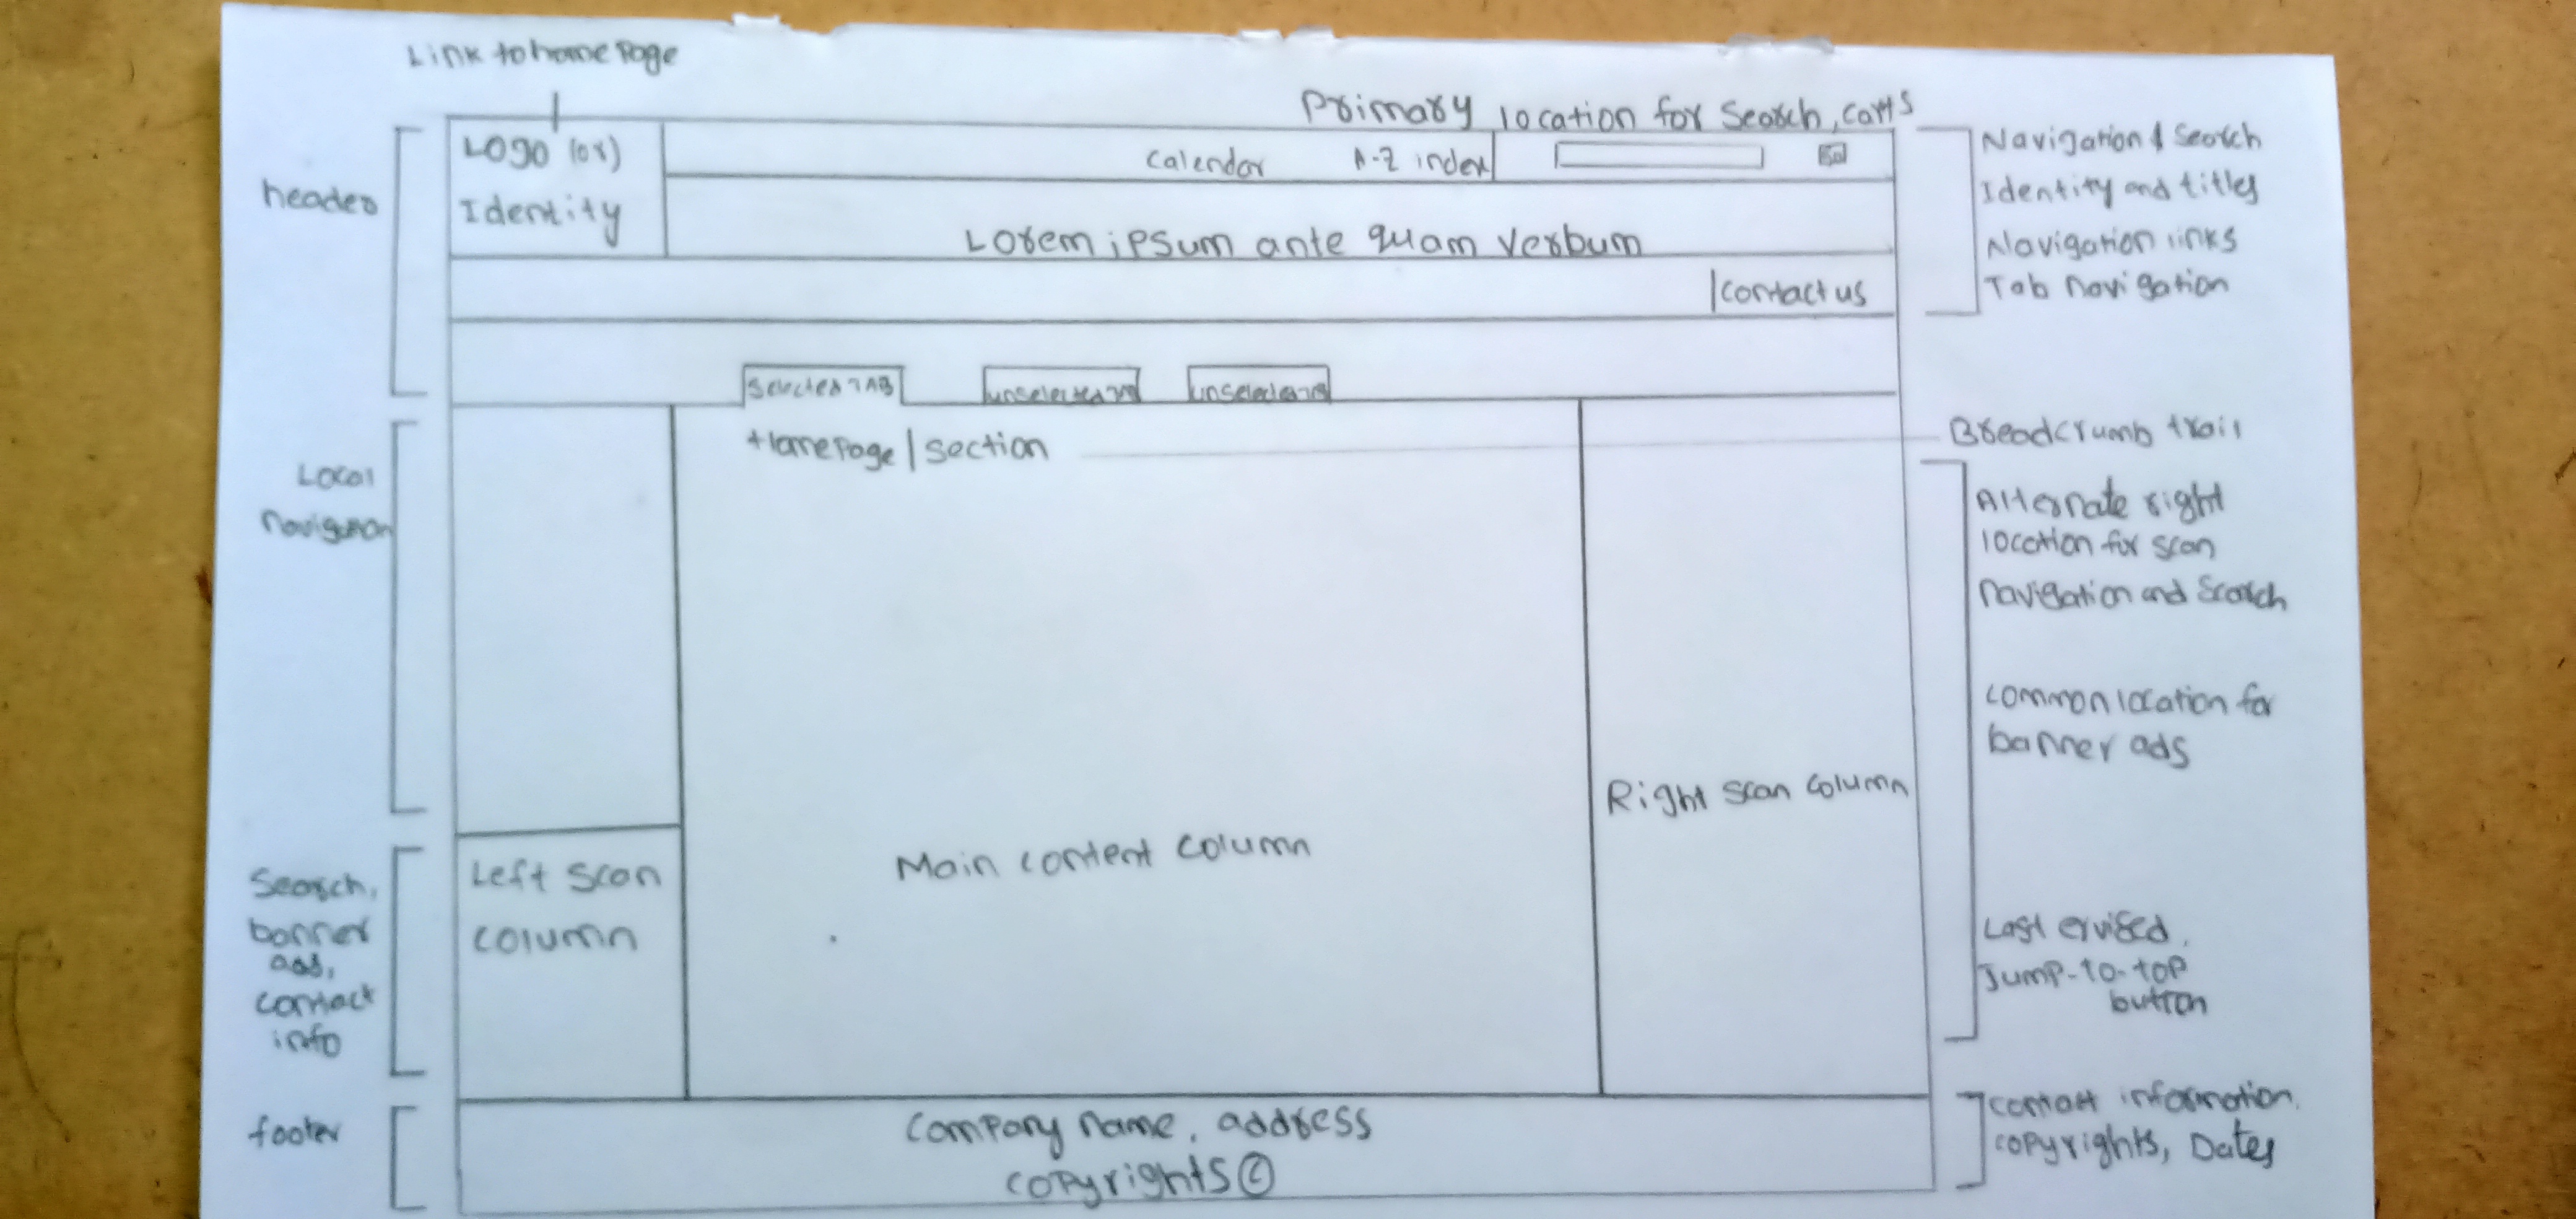 Link to home Page
Primary location for Search, carts
header
LOGO (or)
Identity
Calendar
A-Z index
Lorem ipsum ante quam verbum
Contact us
Navigation & Search
Identity and titles
Navigation links
Tab navigation
Selected TAB
unselected TAB
unselected TAB
HomePage | Section
Breadcrumb trail
Local
Navigation
Alternate right
location for scan
navigation and Search
common location for
banner ads
Right scan column
Main content column
Left scan
column
Search,
banner
ads,
contact
info
Last
Jump-to-top
button
footer
Company name, address
copyrights ©
contact information.
copyrights, Dates